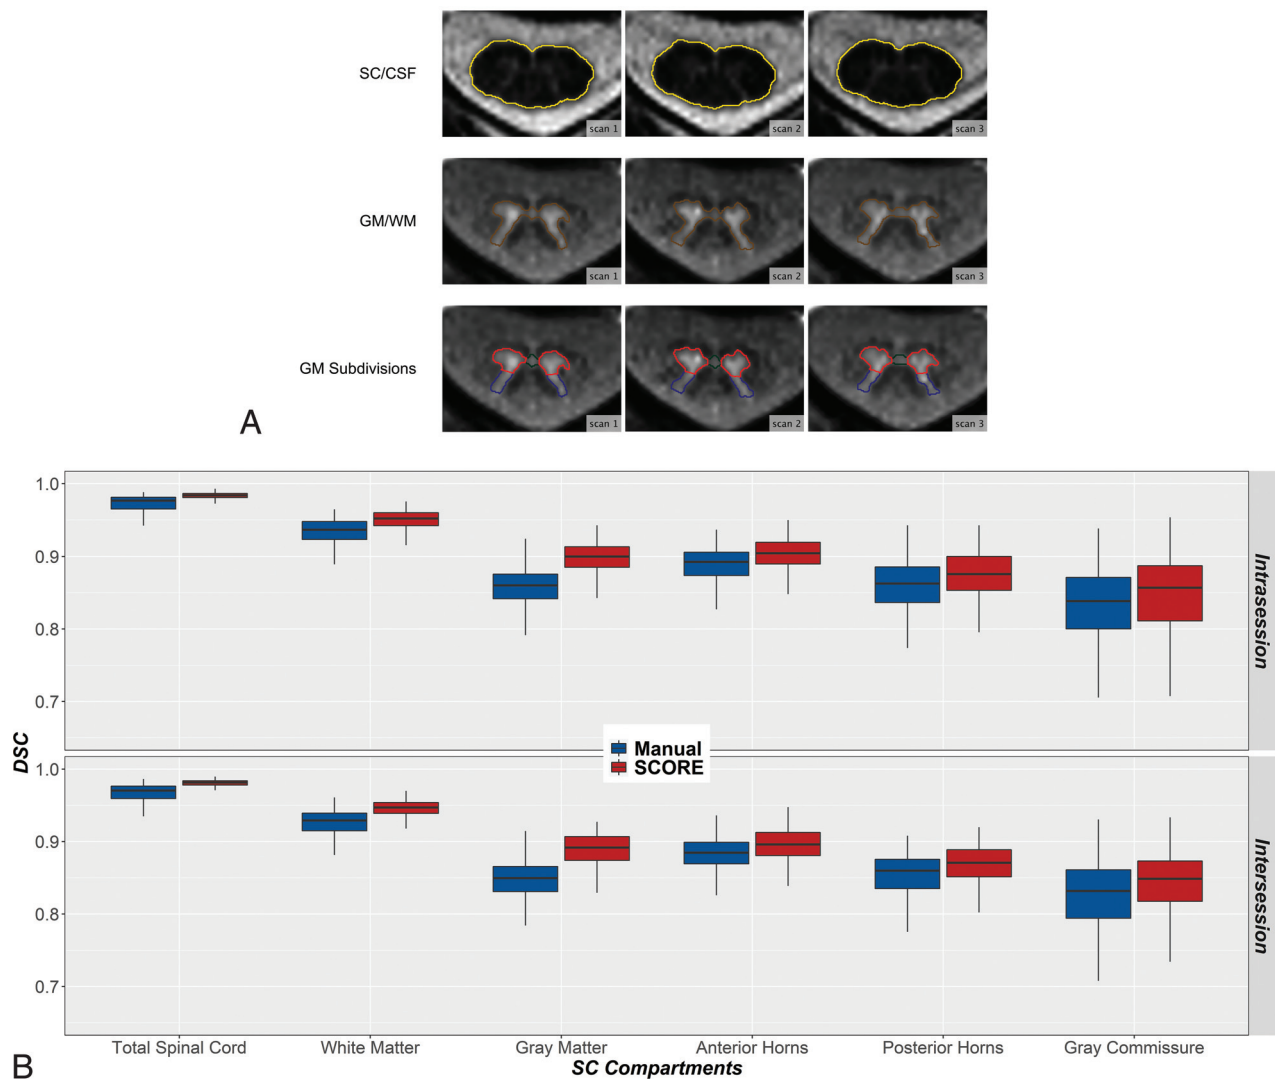 SC/CSF
scan 1
scan 2
scan 3
GM/WM
scan 1
scan 2
scan 3
GM Subdivisions
scan 1
scan 2
scan 3
A
1.0
0.9
0.8
0.7
Intrasession
DSC
Manual
SCORE
1.0
0.9
0.8
0.7
Intersession
Total Spinal Cord
White Matter
Gray Matter
Anterior Horns
Posterior Horns
Gray Commissure
SC Compartments
B